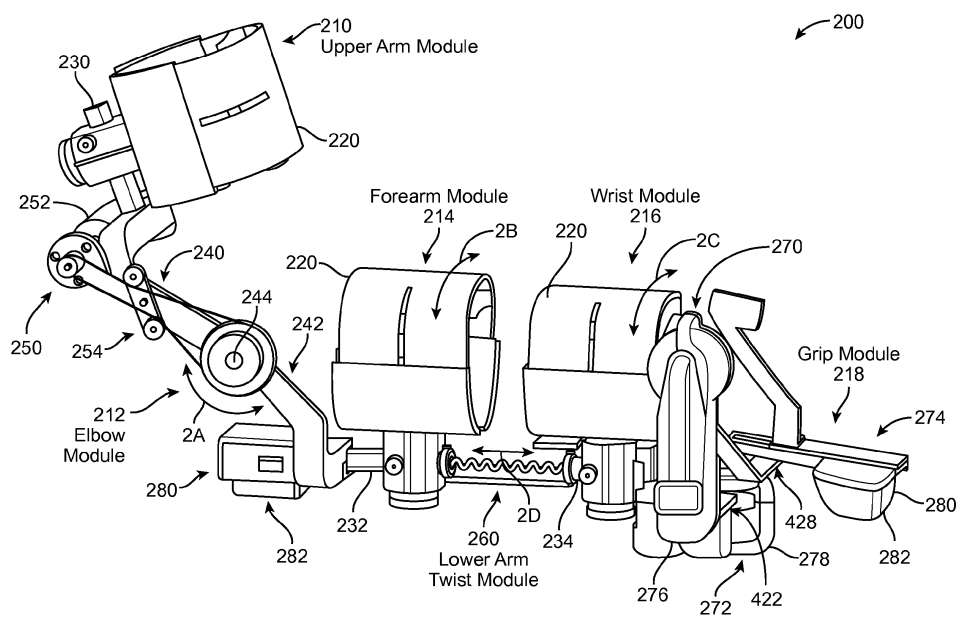 210
Upper Arm Module
200
230
220
252
Forearm Module
214
Wrist Module
216
240
220
2B
220
2C
270
244
242
250
254
Grip Module
218
274
212
Elbow
Module
2A
280
282
232
260
Lower Arm
Twist Module
2D
234
276
272
422
278
428
280
282